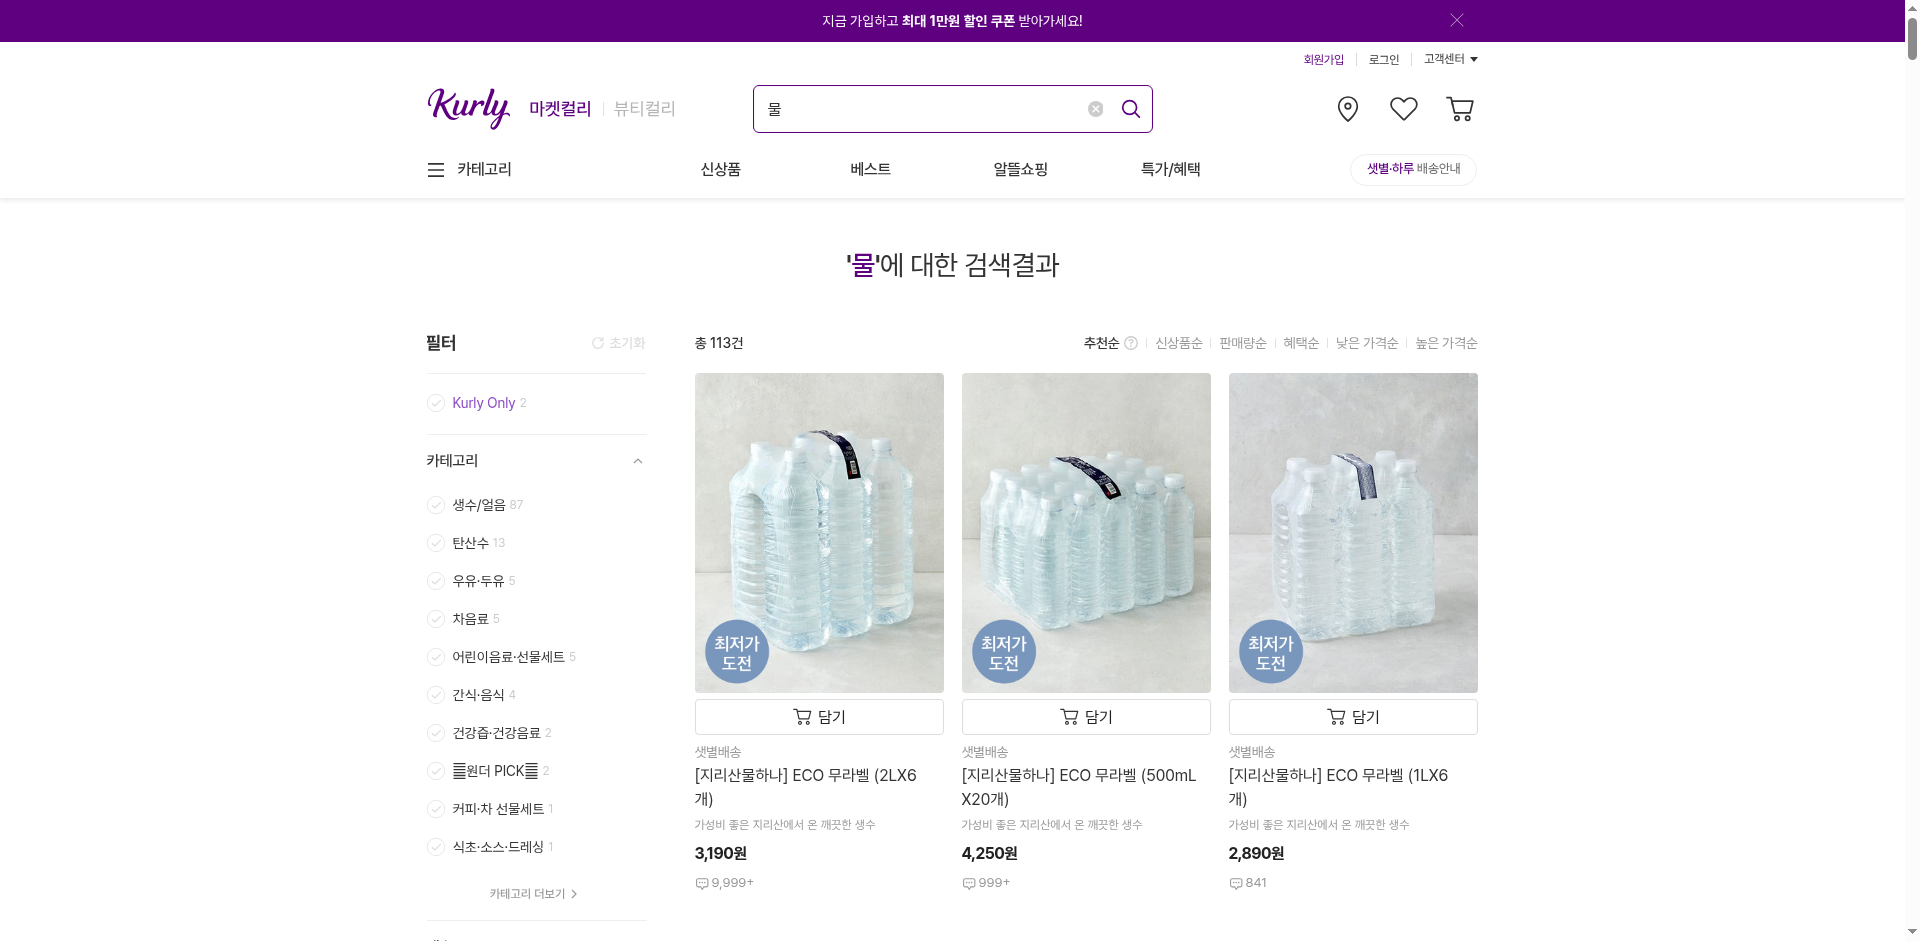 지금 가입하고 최대 1만원 할인 쿠폰 받아가세요!
회원가입
로그인
고객센터
Kurly
마켓컬리
뷰티컬리
물
카테고리
신상품
베스트
알뜰쇼핑
특가/혜택
샛별·하루 배송안내
'물'에 대한 검색결과
필터
초기화
Kurly Only 2
카테고리
생수/얼음 87
탄산수 13
우유·두유 5
차음료 5
어린이음료·선물세트 5
간식·음식 4
건강즙·건강음료 2
원더 PICK 2
커피·차 선물세트 1
식초·소스·드레싱 1
카테고리 더보기
총 113건
추천순
신상품순
판매량순
혜택순
낮은 가격순
높은 가격순
최저가
도전
담기
샛별배송
[지리산물하나] ECO 무라벨 (2LX6
개)
가성비 좋은 지리산에서 온 깨끗한 생수
3,190원
9,999+
최저가
도전
담기
샛별배송
[지리산물하나] ECO 무라벨 (500mL
X20개)
가성비 좋은 지리산에서 온 깨끗한 생수
4,250원
999+
최저가
도전
담기
샛별배송
[지리산물하나] ECO 무라벨 (1LX6
개)
가성비 좋은 지리산에서 온 깨끗한 생수
2,890원
841